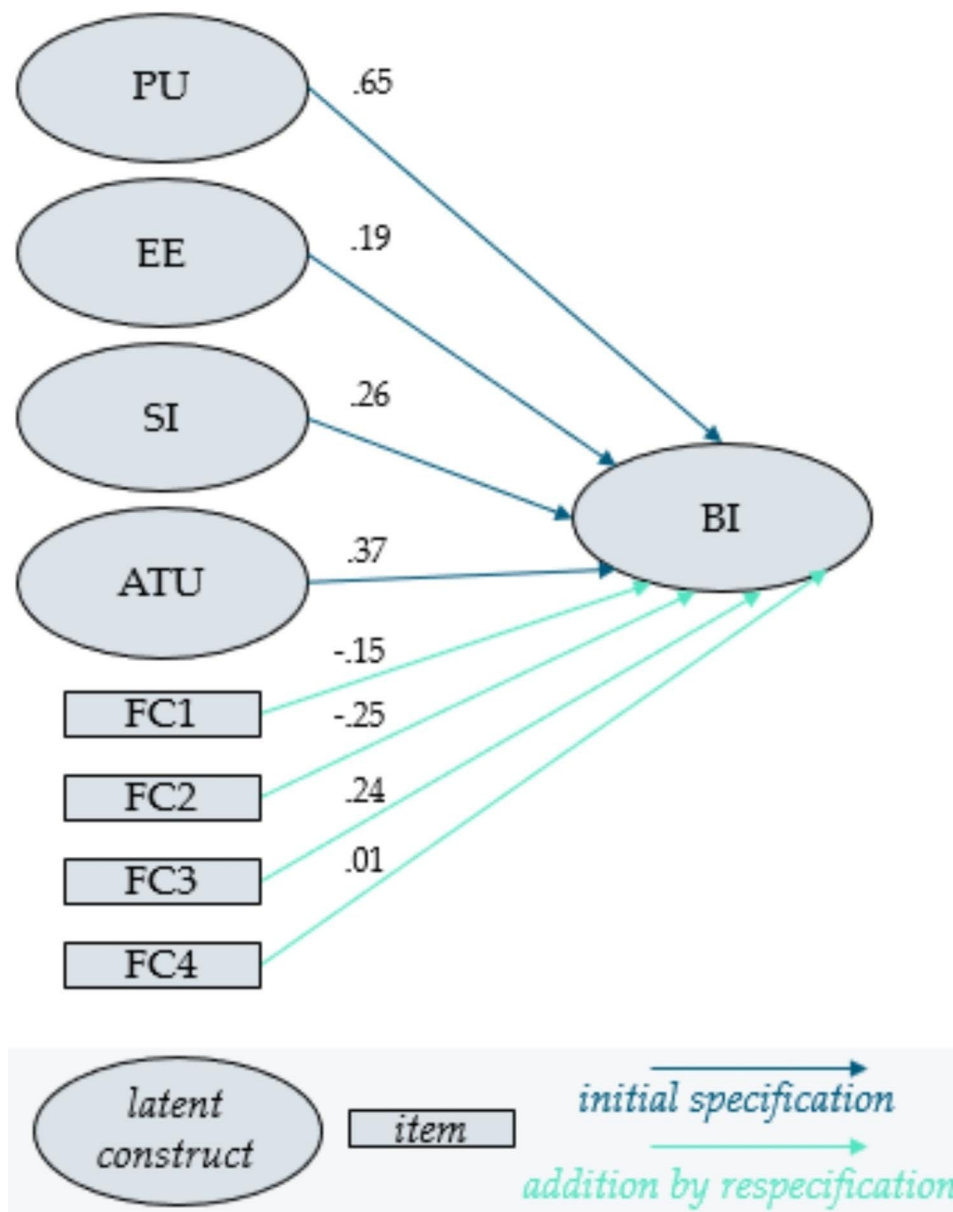 PU
.65
EE
.19
SI
.26
BI
ATU
.37
-.15
FC1
-.25
FC2
.24
FC3
.01
FC4
latent
construct
item
initial specification
addition by respecification